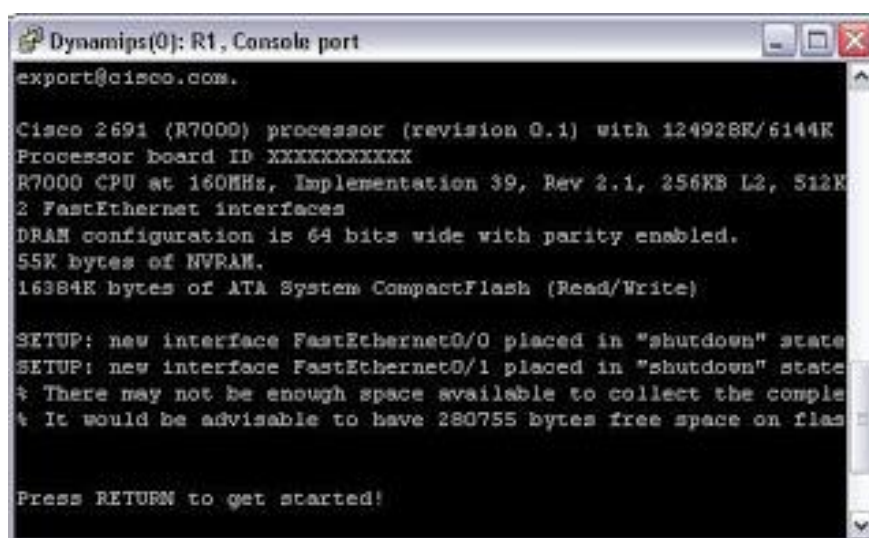 Dynamips(0): R1, Console port
export@cisco.com.
Cisco 2691 (R7000) processor (revision 0.1) with 124928K/6144K
Processor board ID XXXXXXXXXXX
R7000 CPU at 160MHz, Implementation 39, Rev 2.1, 256KB L2, 512K
2 FastEthernet interfaces
DRAM configuration is 64 bits wide with parity enabled.
55K bytes of NVRAM.
16384K bytes of ATA System CompactFlash (Read/Write)
SETUP: new interface FastEthernet0/0 placed in "shutdown" state
SETUP: new interface FastEthernet0/1 placed in "shutdown" state
% There may not be enough space available to collect the comple
% It would be advisable to have 280755 bytes free space on flas
Press RETURN to get started!